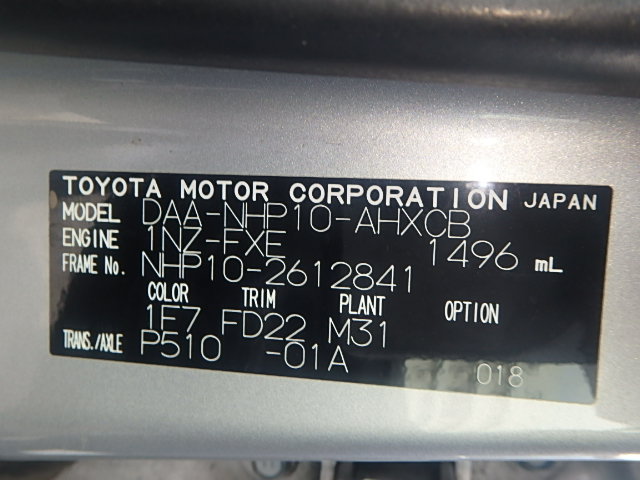 TOYOTA MOTOR CORPORATION JAPAN
MODEL DAA-NHP10-AHXCB
ENGINE 1NZ-FXE 1496 mL
FRAME No. NHP10-2612841
COLOR TRIM PLANT OPTION
1F7 FD22 M31
TRANS./AXLE P510 -01A
018